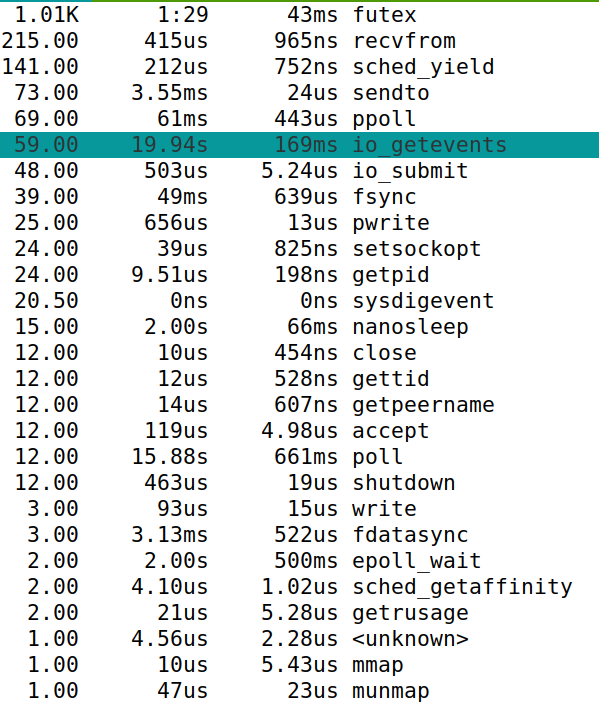 1.01K 1:29 43ms futex
215.00 415us 965ns recvfrom
141.00 212us 752ns sched_yield
73.00 3.55ms 24us sendto
69.00 61ms 443us ppoll
59.00 19.94s 169ms io_getevents
48.00 503us 5.24us io_submit
39.00 49ms 639us fsync
25.00 656us 13us pwrite
24.00 39us 825ns setsockopt
24.00 9.51us 198ns getpid
20.50 0ns 0ns sysdigevent
15.00 2.00s 66ms nanosleep
12.00 10us 454ns close
12.00 12us 528ns gettid
12.00 14us 607ns getpeername
12.00 119us 4.98us accept
12.00 15.88s 661ms poll
12.00 463us 19us shutdown
3.00 93us 15us write
3.00 3.13ms 522us fdatasync
2.00 2.00s 500ms epoll_wait
2.00 4.10us 1.02us sched_getaffinity
2.00 21us 5.28us getrusage
1.00 4.56us 2.28us <unknown>
1.00 10us 5.43us mmap
1.00 47us 23us munmap